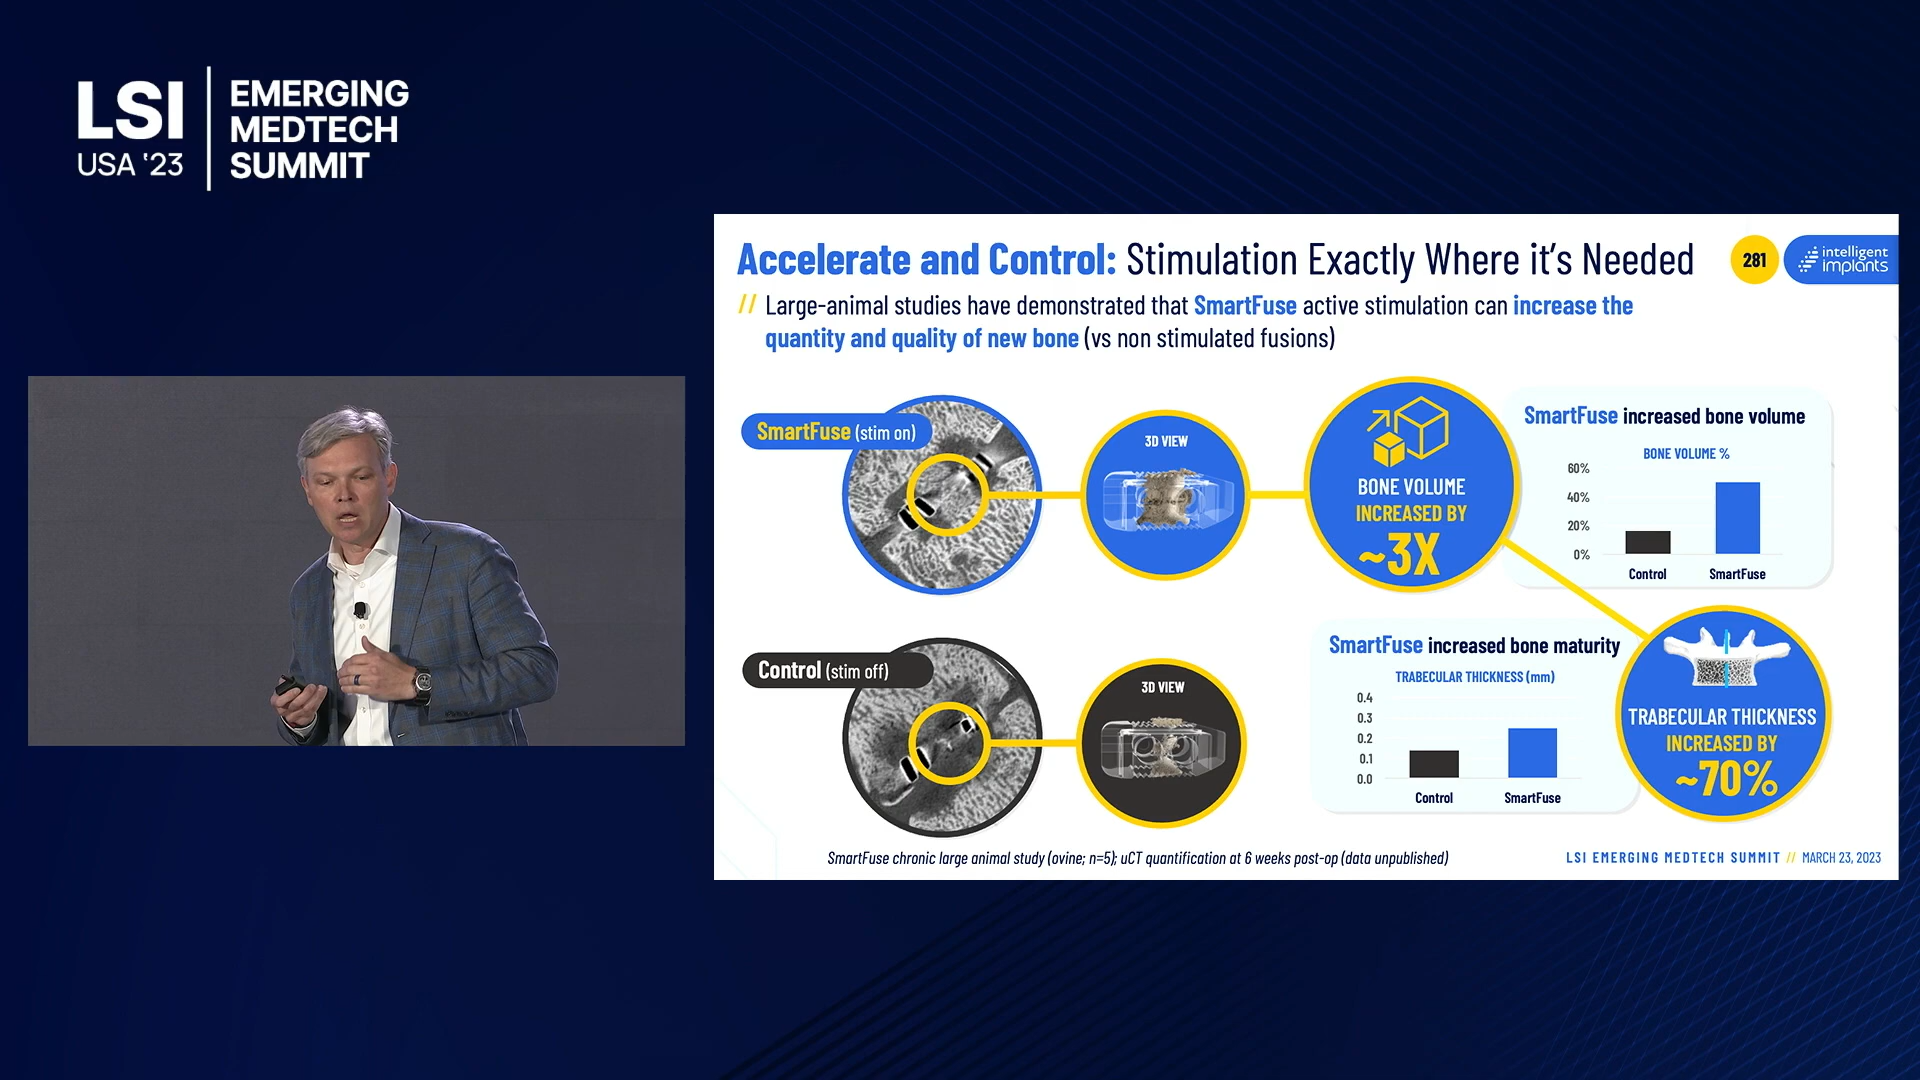 LSI
USA '23
EMERGING
MEDTECH
SUMMIT
Accelerate and Control: Stimulation Exactly Where it's Needed
281
intelligent
implants
// Large-animal studies have demonstrated that SmartFuse active stimulation can increase the
quantity and quality of new bone (vs non stimulated fusions)
SmartFuse (stim on)
3D VIEW
BONE VOLUME
INCREASED BY
~3X
SmartFuse increased bone volume
BONE VOLUME %
60%
40%
20%
0%
Control
SmartFuse
Control (stim off)
3D VIEW
SmartFuse increased bone maturity
TRABECULAR THICKNESS (mm)
0.4
0.3
0.2
0.1
0.0
Control
SmartFuse
TRABECULAR THICKNESS
INCREASED BY
~70%
SmartFuse chronic large animal study (ovine; n=5); uCT quantification at 6 weeks post-op (data unpublished)
LSI EMERGING MEDTECH SUMMIT // MARCH 23, 2023